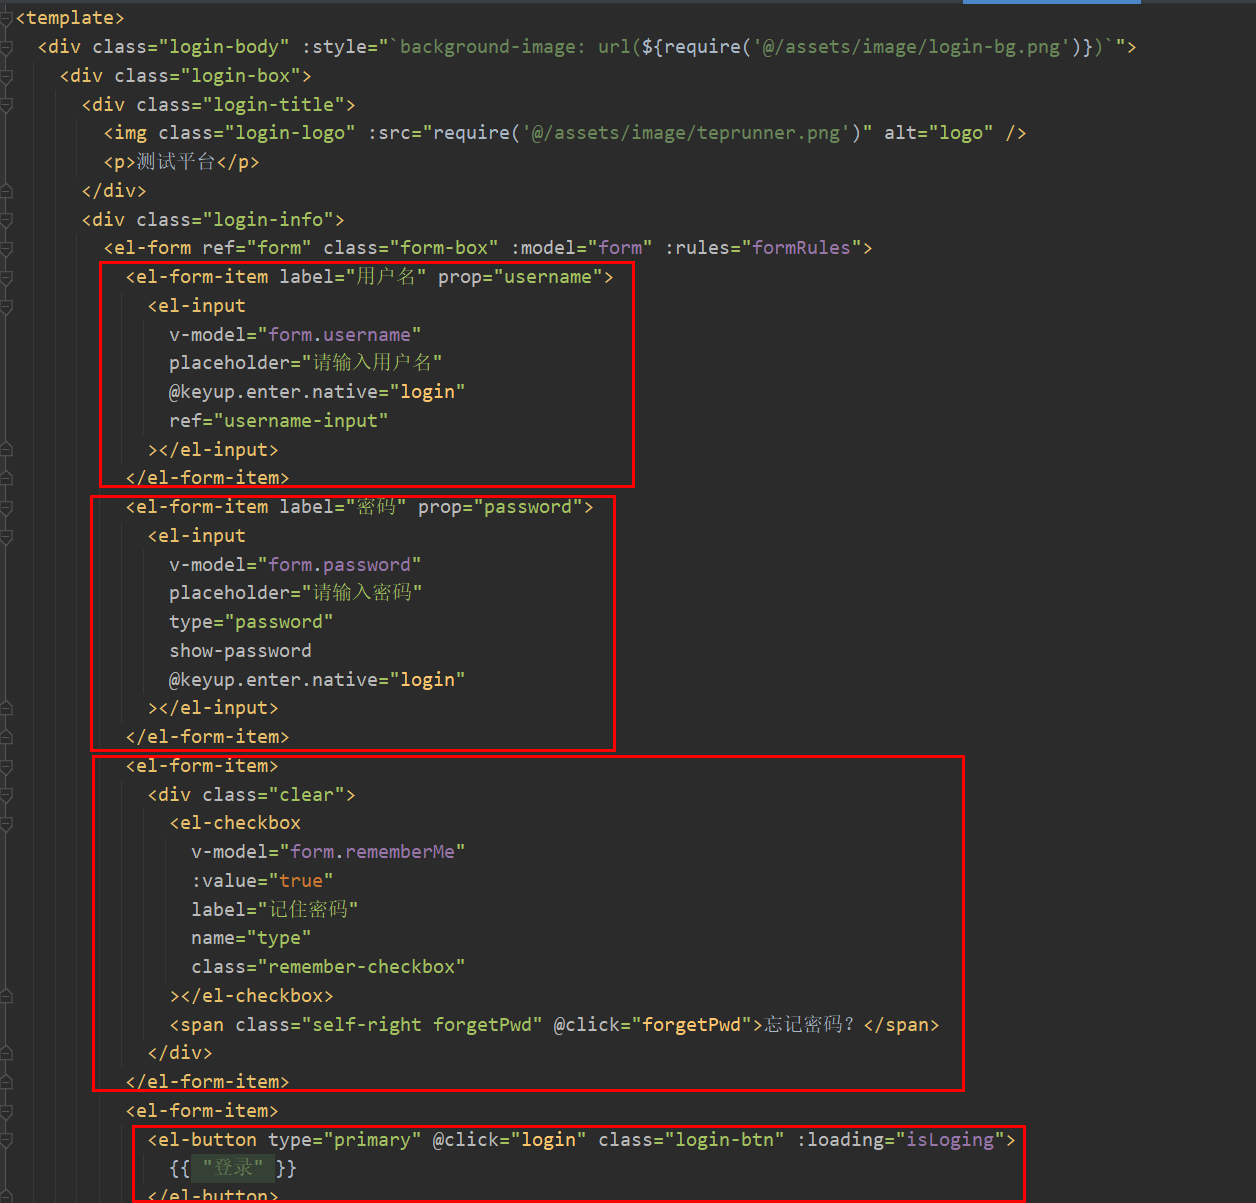 <template>
<div class="login-body" :style="`background-image: url(${require('@/assets/image/login-bg.png')})`">
<div class="login-box">
<div class="login-title">
<img class="login-logo" :src="require('@/assets/image/teprunner.png')" alt="logo" />
<p>测试平台</p>
</div>
<div class="login-info">
<el-form ref="form" class="form-box" :model="form" :rules="formRules">
<el-form-item label="用户名" prop="username">
<el-input
v-model="form.username"
placeholder="请输入用户名"
@keyup.enter.native="login"
ref="username-input"
></el-input>
</el-form-item>
<el-form-item label="密码" prop="password">
<el-input
v-model="form.password"
placeholder="请输入密码"
type="password"
show-password
@keyup.enter.native="login"
></el-input>
</el-form-item>
<el-form-item>
<div class="clear">
<el-checkbox
v-model="form.rememberMe"
:value="true"
label="记住密码"
name="type"
class="remember-checkbox"
></el-checkbox>
<span class="self-right forgetPwd" @click="forgetPwd">忘记密码？</span>
</div>
</el-form-item>
<el-form-item>
<el-button type="primary" @click="login" class="login-btn" :loading="isLoging">
{{ "登录" }}
</el-button>